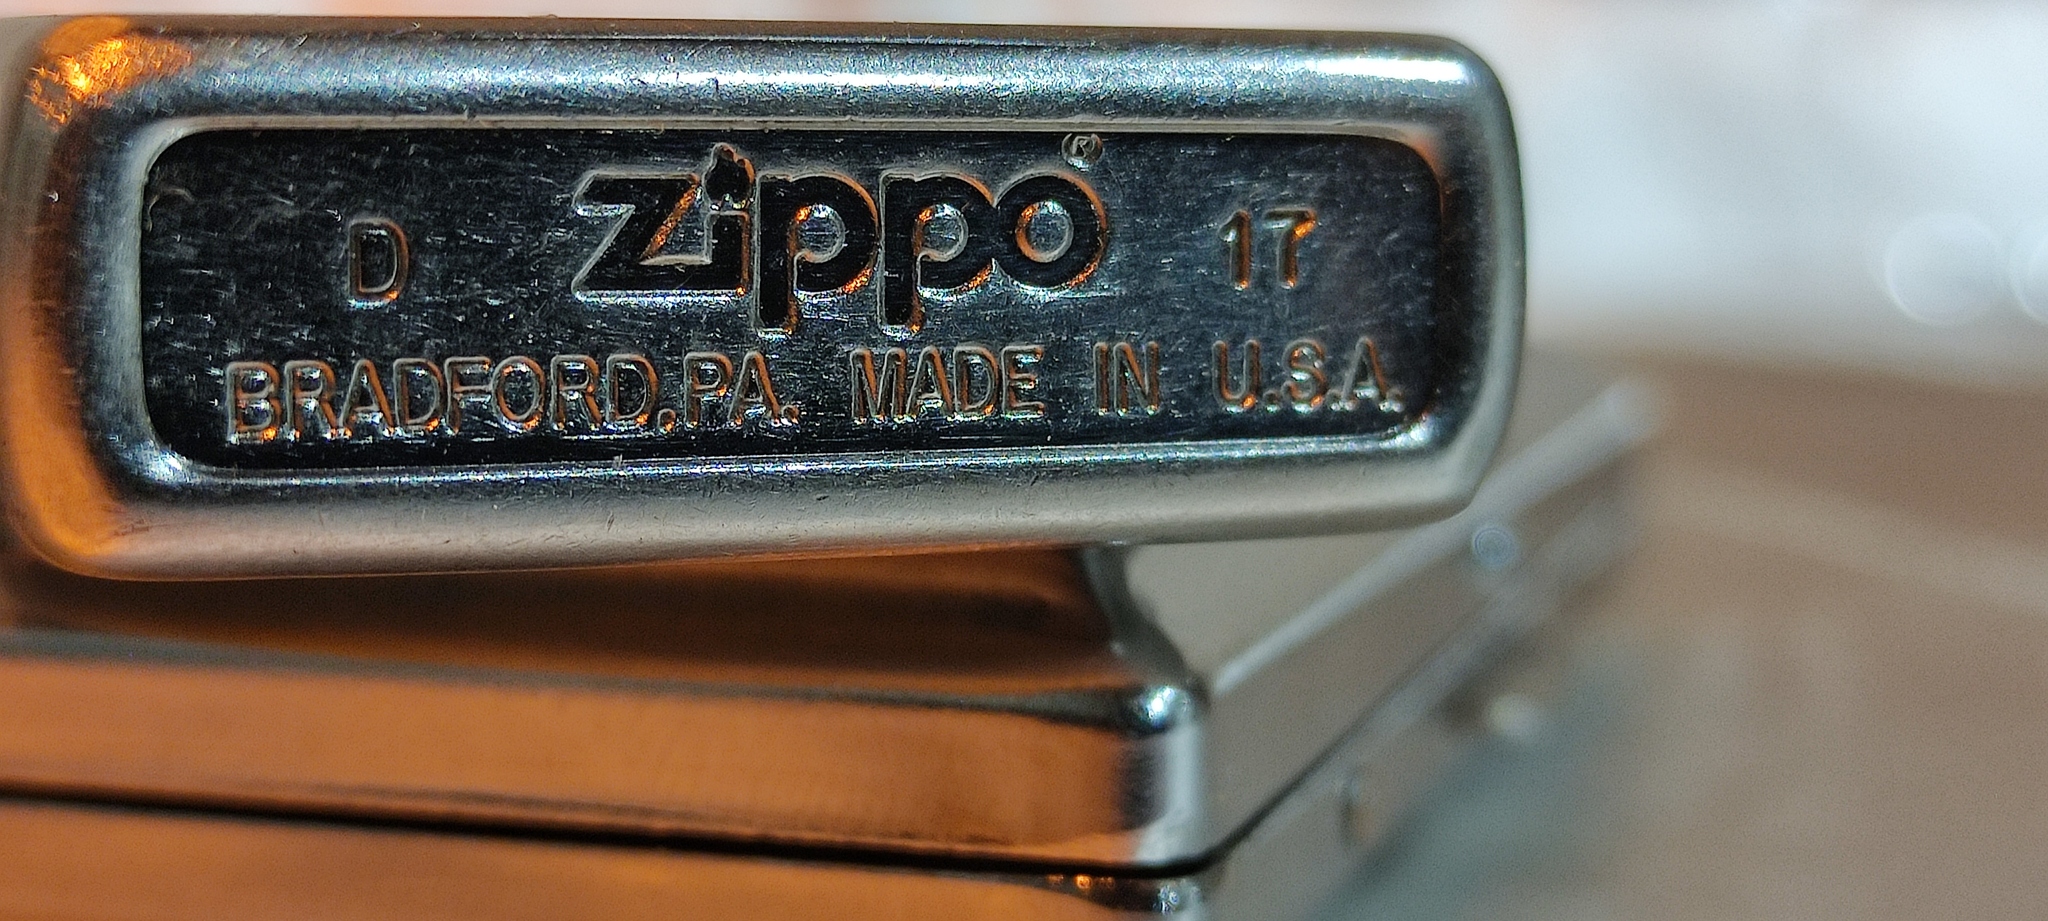 D zippo® 17
BRADFORD,PA. MADE IN U.S.A.